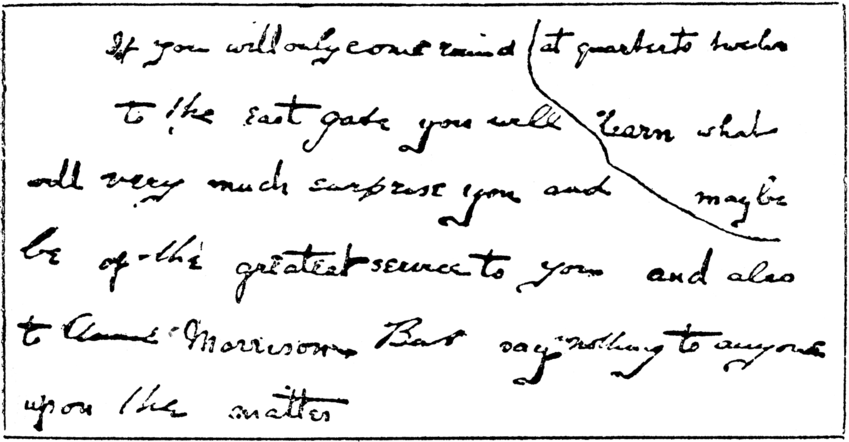 If you will only come round at quarter to twelve
to the east gate you will learn what
will very much surprise you and maybe
be of the greatest service to you and also
to Annie Morrison But say nothing to anyone
upon the matter